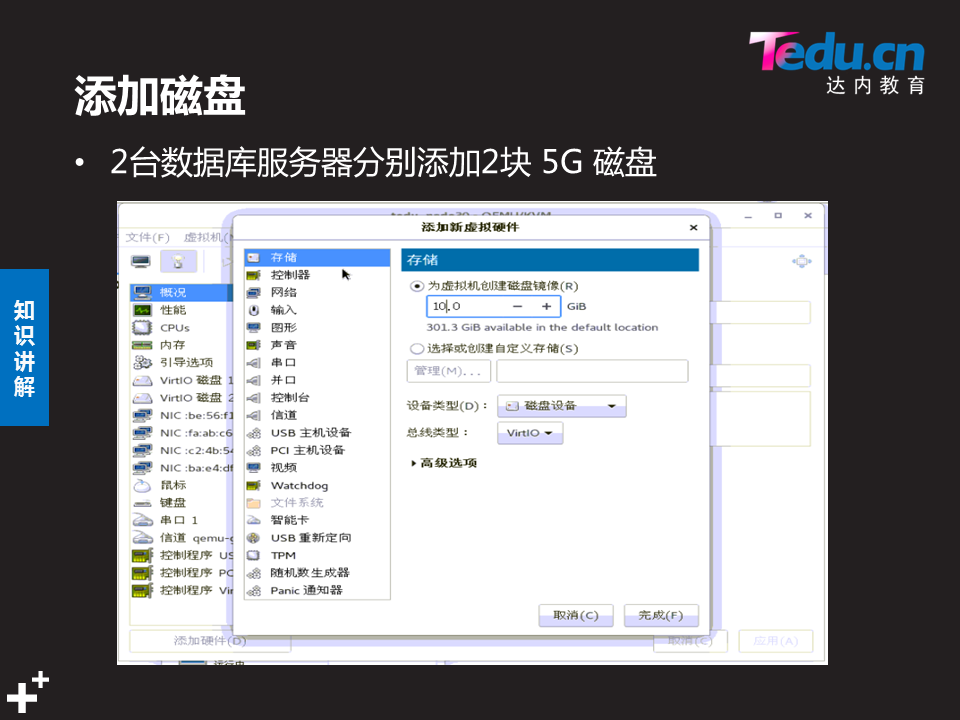 Tedu.cn
达内教育
添加磁盘
• 2台数据库服务器分别添加2块 5G 磁盘
知识讲解
文件(F) 虚拟机(
添加新虚拟硬件
概况
性能
CPUs
内存
引导选项
VirtIO 磁盘 1
VirtIO 磁盘 2
NIC :be:56:f1
NIC :fa:ab:c6
NIC :c2:4b:54
NIC :ba:e4:df
鼠标
键盘
串口 1
信道 qemu-g
控制程序 US
控制程序 PC
控制程序 Vir
添加硬件(D)
存储
控制器
网络
输入
图形
声音
串口
并口
控制台
信道
USB 主机设备
PCI 主机设备
视频
Watchdog
文件系统
智能卡
USB 重新定向
TPM
随机数生成器
Panic 通知器
存储
为虚拟机创建磁盘镜像(R)
10.0 − + GiB
301.3 GiB available in the default location
选择或创建自定义存储(S)
管理(M)...
设备类型(D)： 磁盘设备
总线类型： VirtIO
高级选项
取消(C) 完成(F)
取消(C) 应用(A)
运行中